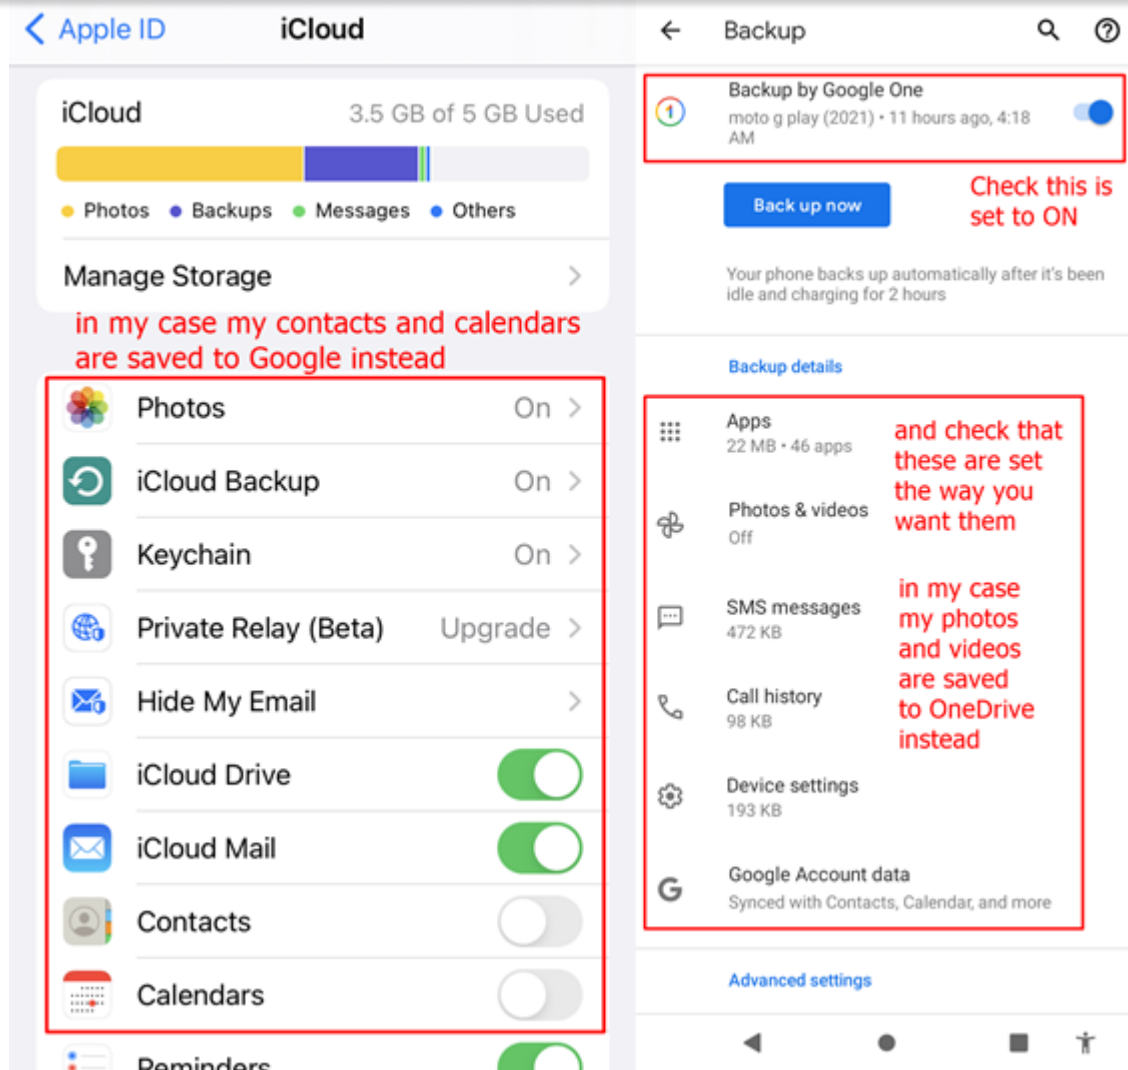 Apple ID
iCloud
iCloud
3.5 GB of 5 GB Used
Photos
Backups
Messages
Others
Manage Storage
in my case my contacts and calendars
are saved to Google instead
Photos
On
iCloud Backup
On
Keychain
On
Private Relay (Beta)
Upgrade
Hide My Email
iCloud Drive
iCloud Mail
Contacts
Calendars
Reminders
Backup
Backup by Google One
moto g play (2021) • 11 hours ago, 4:18
AM
Check this is
set to ON
Back up now
Your phone backs up automatically after it's been
idle and charging for 2 hours
Backup details
Apps
22 MB • 46 apps
and check that
these are set
the way you
want them
Photos & videos
Off
in my case
my photos
and videos
are saved
to OneDrive
instead
SMS messages
472 KB
Call history
98 KB
Device settings
193 KB
Google Account data
Synced with Contacts, Calendar, and more
Advanced settings